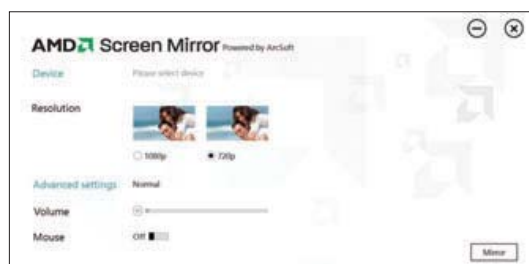 AMD Screen Mirror Powered by ArcSoft
Device Please select device
Resolution
1080p 720p
Advanced settings Normal
Volume
Mouse Off
Mirror